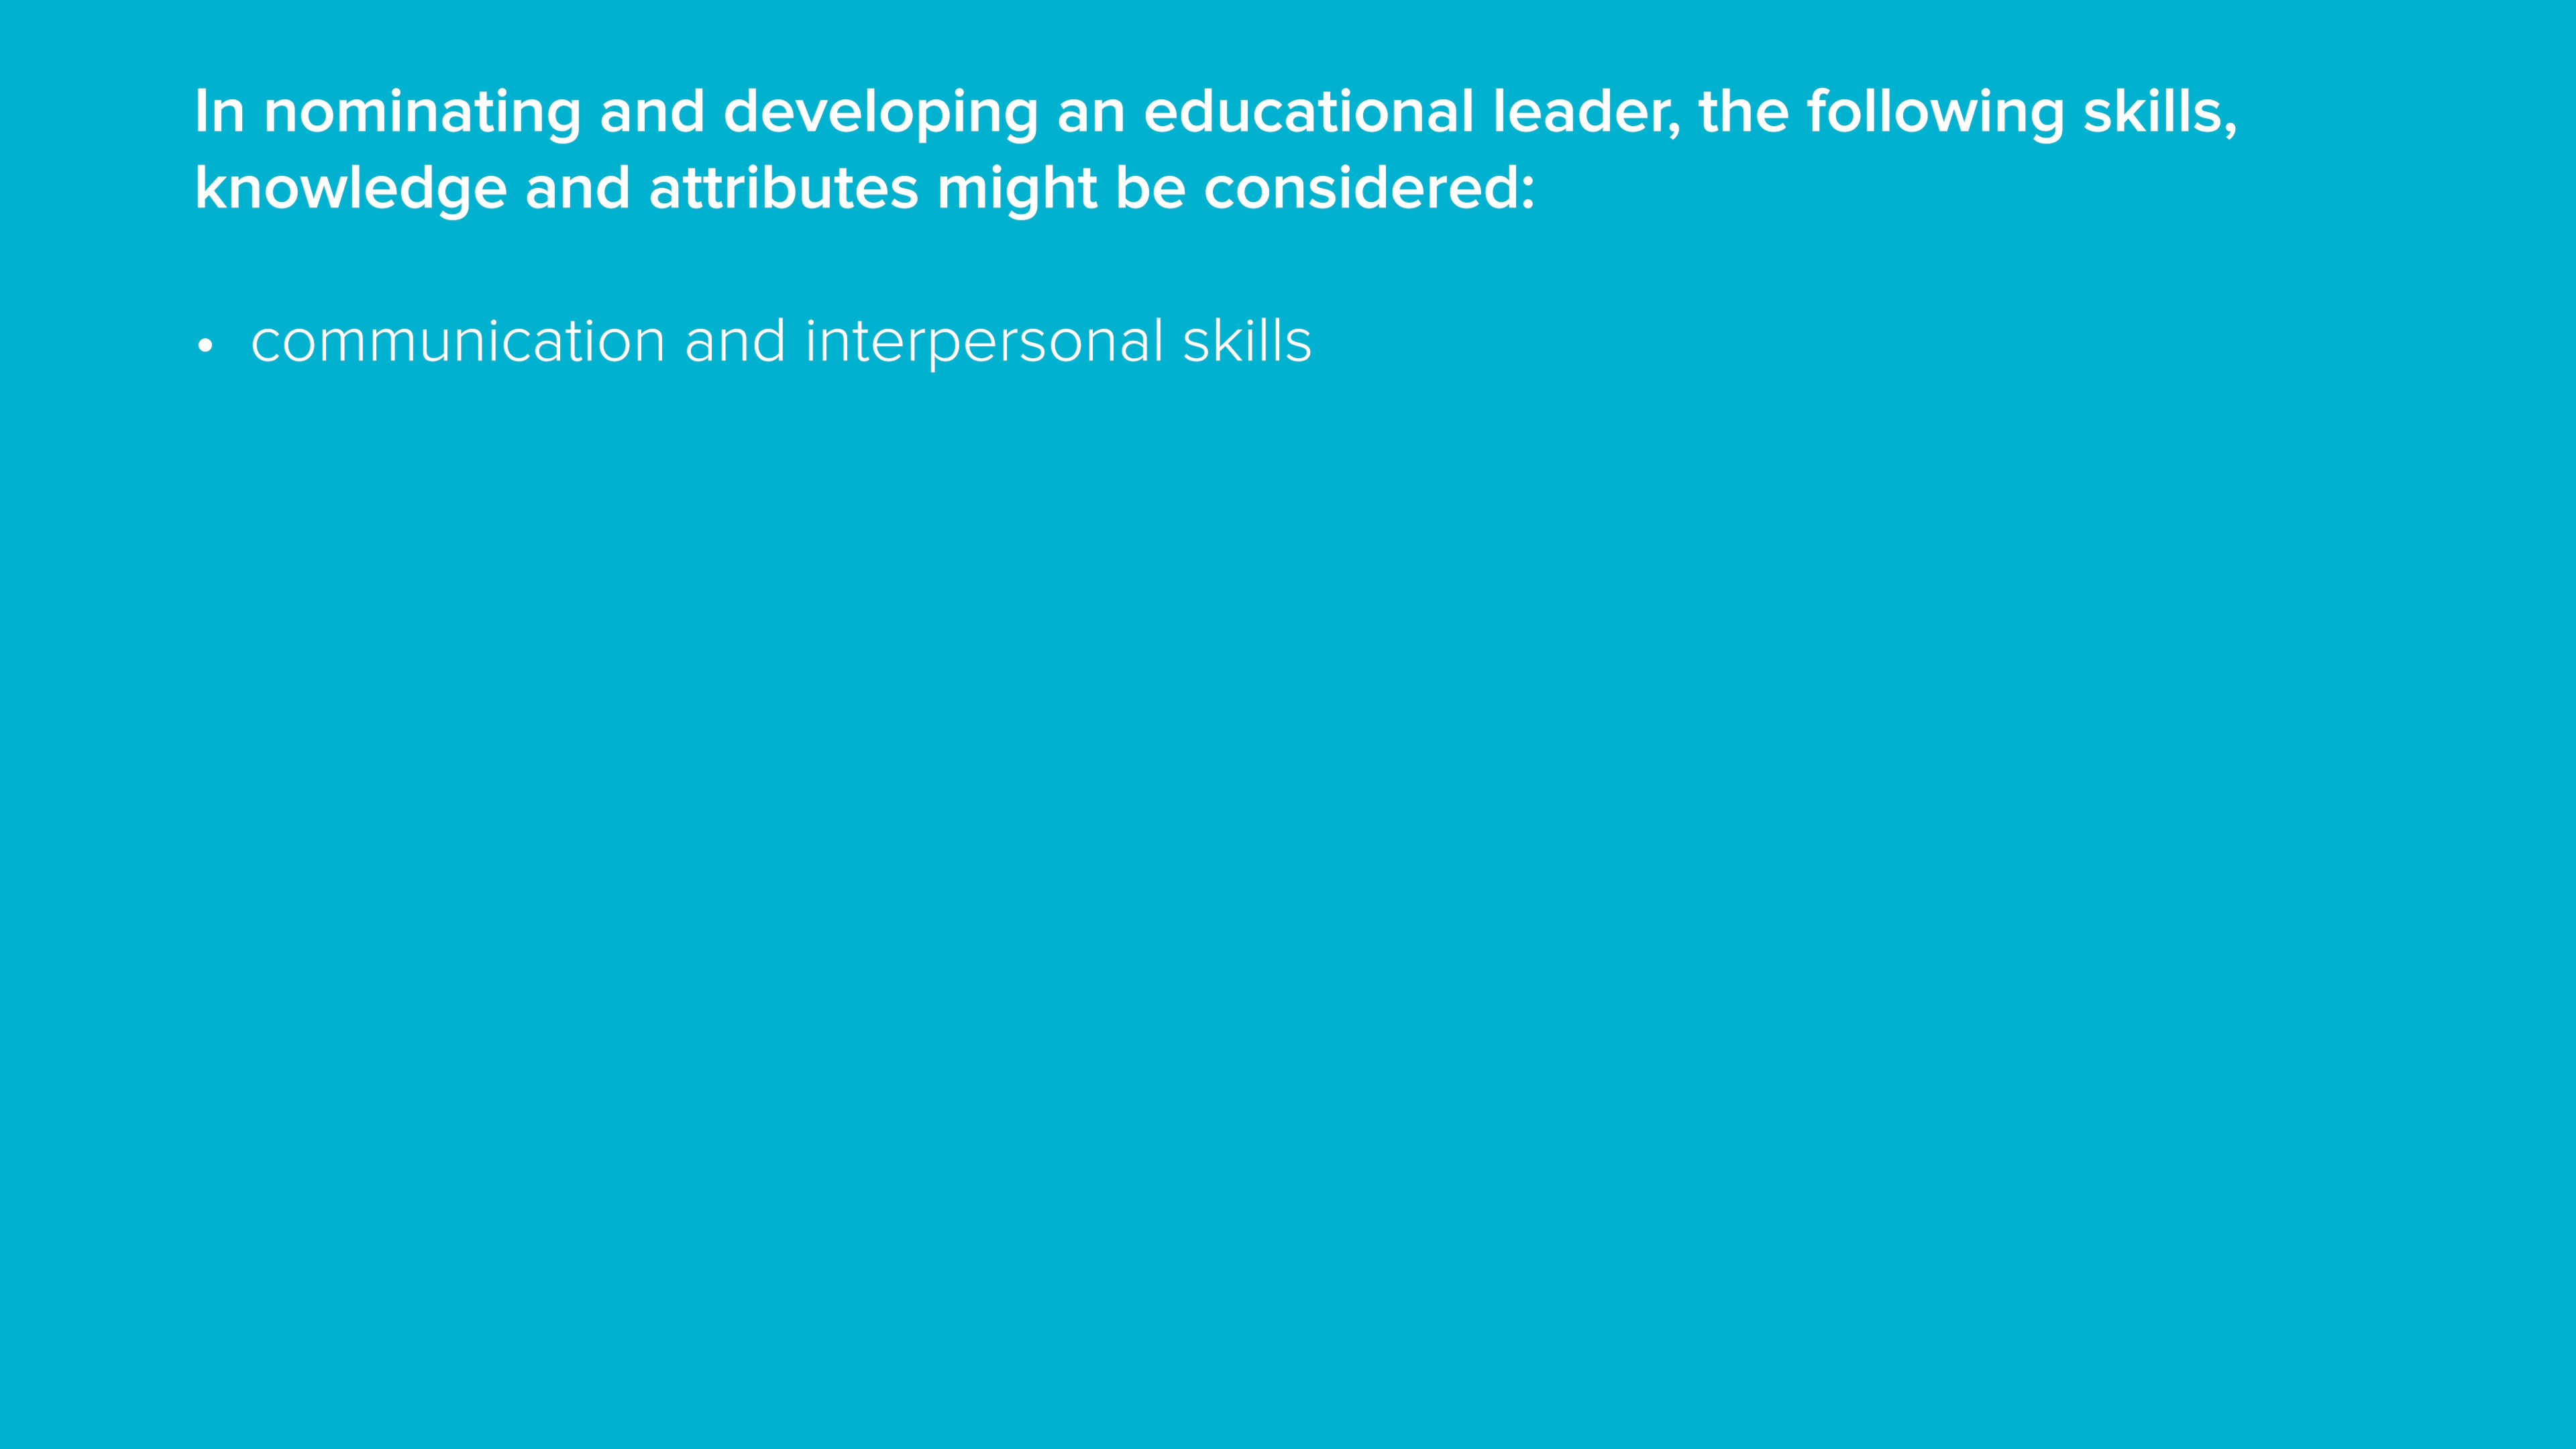 In nominating and developing an educational leader, the following skills,
knowledge and attributes might be considered:
• communication and interpersonal skills